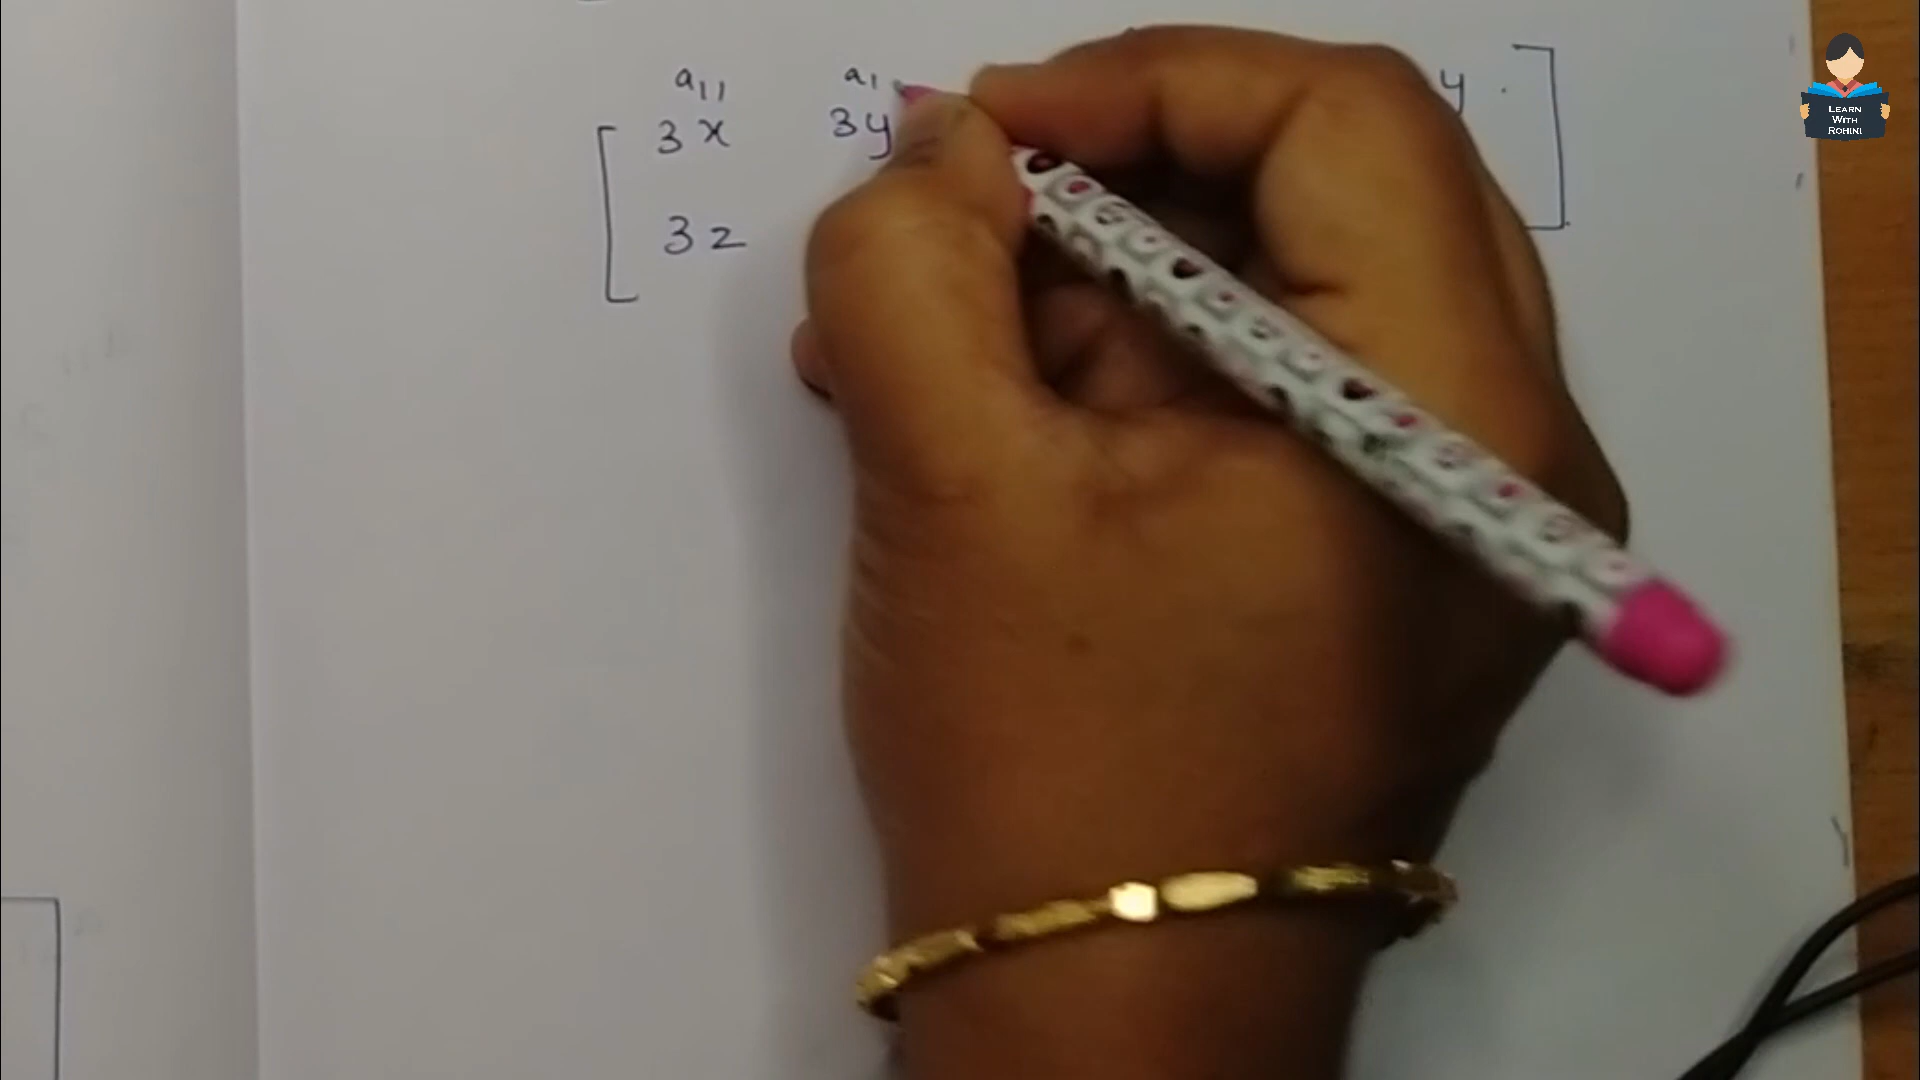 a11 a1 y
[ 3x 3y ]
3z
LEARN
WITH
ROHINI